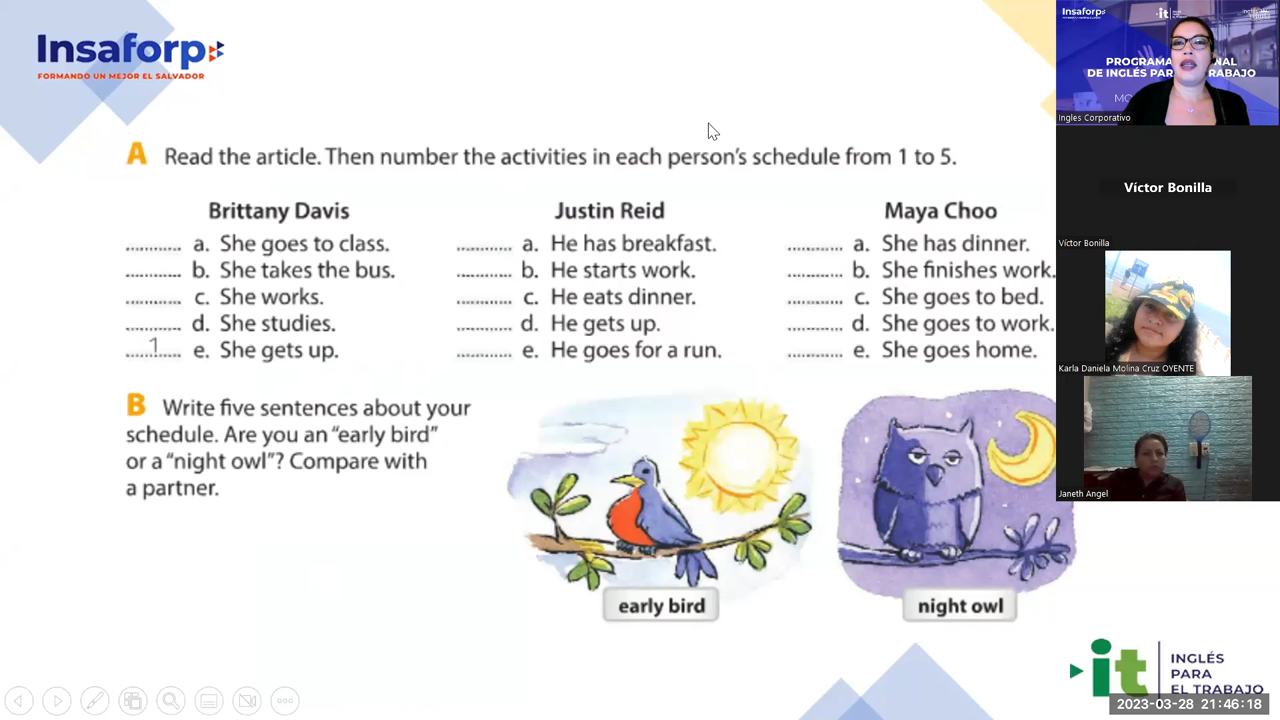 Insaforp
FORMANDO UN MEJOR EL SALVADOR
A Read the article. Then number the activities in each person's schedule from 1 to 5.
Brittany Davis
........... a. She goes to class.
........... b. She takes the bus.
........... c. She works.
........... d. She studies.
.....1..... e. She gets up.
Justin Reid
........... a. He has breakfast.
........... b. He starts work.
........... c. He eats dinner.
........... d. He gets up.
........... e. He goes for a run.
Maya Choo
........... a. She has dinner.
........... b. She finishes work.
........... c. She goes to bed.
........... d. She goes to work.
........... e. She goes home.
B Write five sentences about your
schedule. Are you an "early bird"
or a "night owl"? Compare with
a partner.
early bird
night owl
Insaforp
it
PROGRAMA
DE INGLÉS PAR
Ingles Corporativo
Víctor Bonilla
Víctor Bonilla
Karla Daniela Molina Cruz OYENTE
Janeth Angel
it
INGLÉS
PARA
EL TRABAJO
2023-03-28 21:46:18